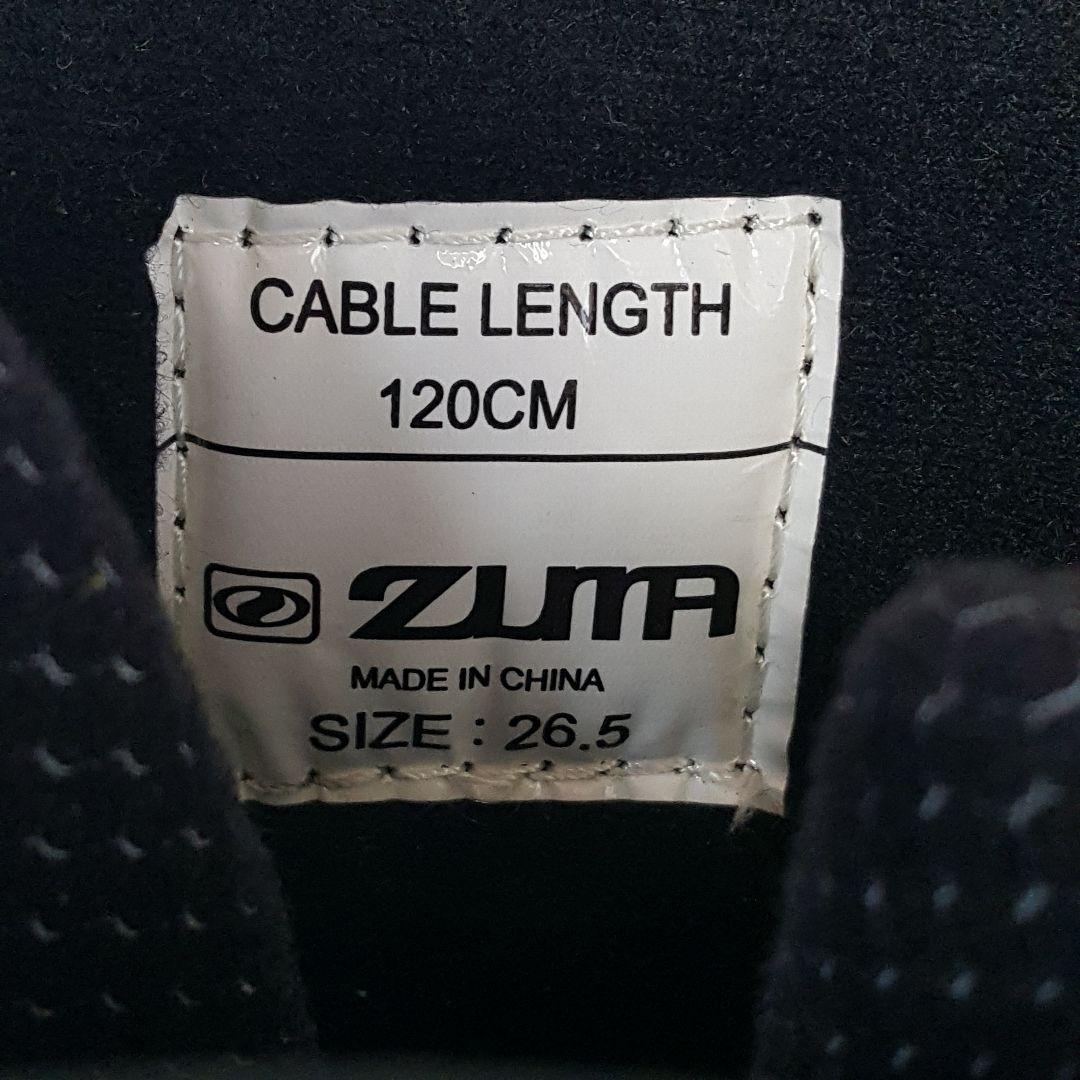 CABLE LENGTH
120CM
ZUMA
MADE IN CHINA
SIZE : 26.5